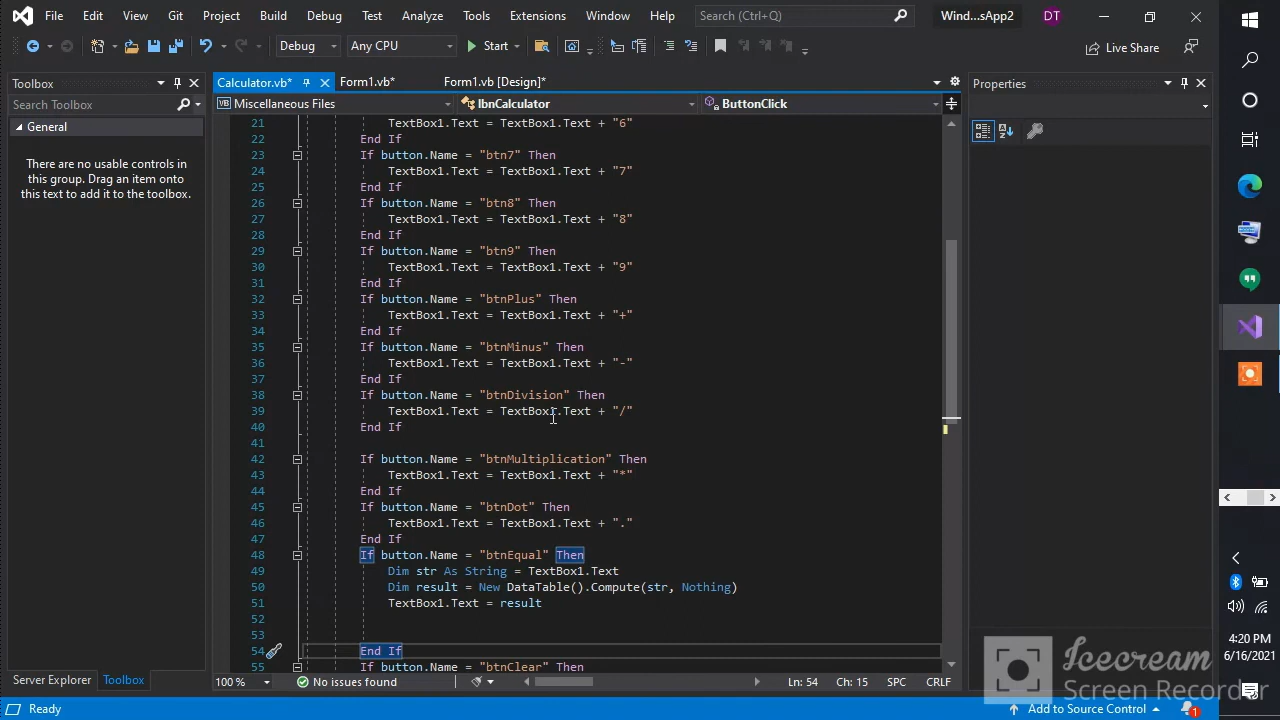 File Edit View Git Project Build Debug Test Analyze Tools Extensions Window Help Search (Ctrl+Q) Wind...sApp2 DT
Debug Any CPU Start Live Share
Toolbox
Search Toolbox
General
There are no usable controls in
this group. Drag an item onto
this text to add it to the toolbox.
Server Explorer Toolbox
Calculator.vb* Form1.vb* Form1.vb [Design]*
VB Miscellaneous Files lbnCalculator ButtonClick
21 TextBox1.Text = TextBox1.Text + "6"
22 End If
23 If button.Name = "btn7" Then
24 TextBox1.Text = TextBox1.Text + "7"
25 End If
26 If button.Name = "btn8" Then
27 TextBox1.Text = TextBox1.Text + "8"
28 End If
29 If button.Name = "btn9" Then
30 TextBox1.Text = TextBox1.Text + "9"
31 End If
32 If button.Name = "btnPlus" Then
33 TextBox1.Text = TextBox1.Text + "+"
34 End If
35 If button.Name = "btnMinus" Then
36 TextBox1.Text = TextBox1.Text + "-"
37 End If
38 If button.Name = "btnDivision" Then
39 TextBox1.Text = TextBox1.Text + "/"
40 End If
41
42 If button.Name = "btnMultiplication" Then
43 TextBox1.Text = TextBox1.Text + "*"
44 End If
45 If button.Name = "btnDot" Then
46 TextBox1.Text = TextBox1.Text + "."
47 End If
48 If button.Name = "btnEqual" Then
49 Dim str As String = TextBox1.Text
50 Dim result = New DataTable().Compute(str, Nothing)
51 TextBox1.Text = result
52
53
54 End If
55 If button.Name = "btnClear" Then
100 % No issues found Ln: 54 Ch: 15 SPC CRLF
Properties
Ready Add to Source Control 1
4:20 PM
6/16/2021
Icecream
Screen Recorder